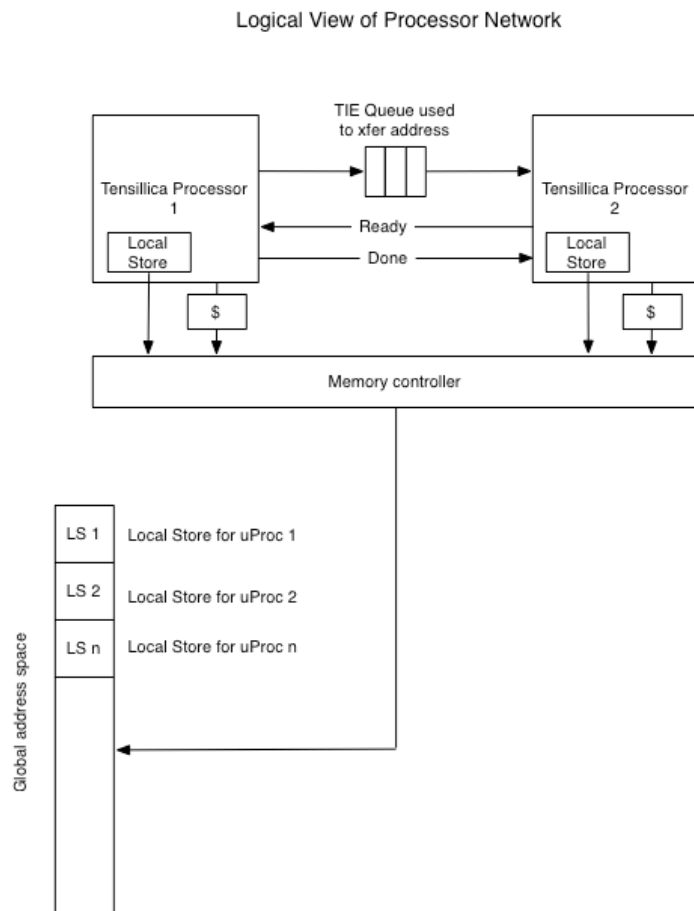 Logical View of Processor Network
TIE Queue used
to xfer address
Tensillica Processor
1
Tensillica Processor
2
Ready
Done
Local
Store
Local
Store
$
$
Memory controller
LS 1
Local Store for uProc 1
LS 2
Local Store for uProc 2
LS n
Local Store for uProc n
Global address space